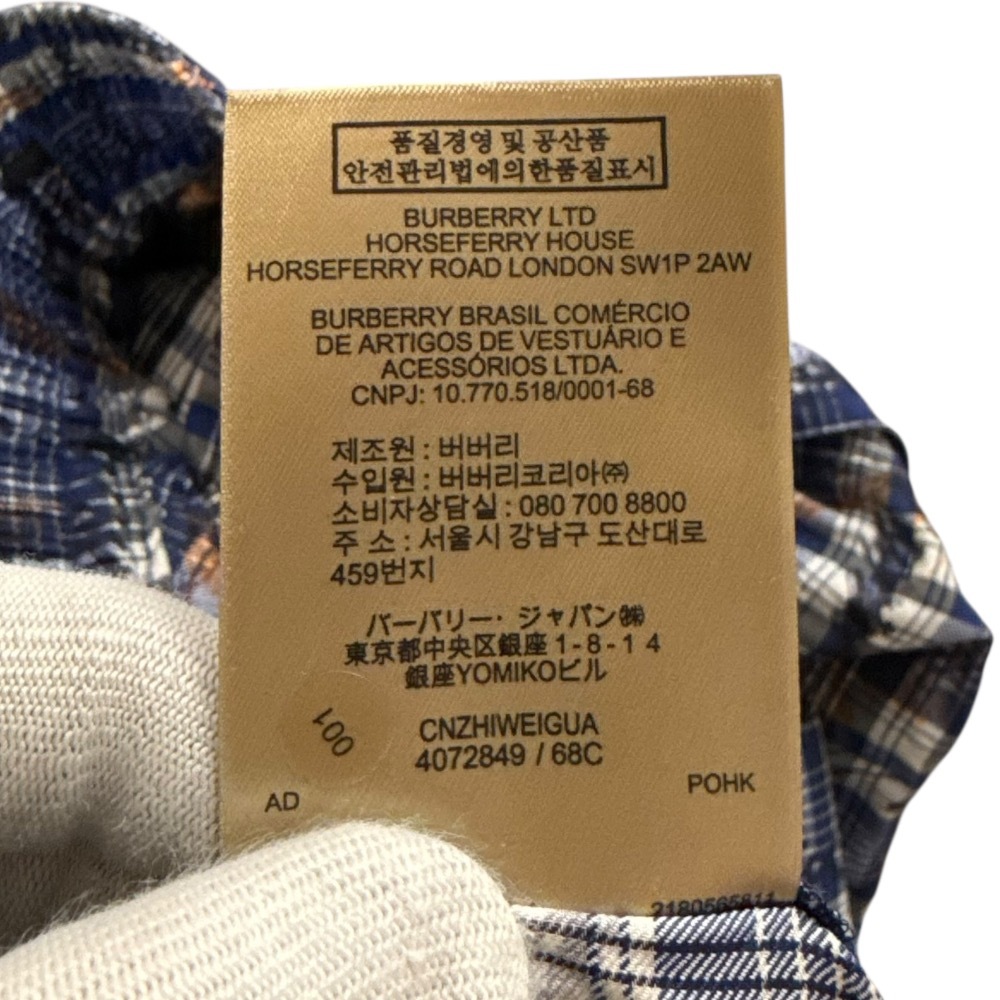 품질경영 및 공산품
안전관리법에의한품질표시
BURBERRY LTD
HORSEFERRY HOUSE
HORSEFERRY ROAD LONDON SW1P 2AW
BURBERRY BRASIL COMÉRCIO
DE ARTIGOS DE VESTUÁRIO E
ACESSÓRIOS LTDA.
CNPJ: 10.770.518/0001-68
제조원 : 버버리
수입원 : 버버리코리아㈜
소비자상담실 : 080 700 8800
주 소 : 서울시 강남구 도산대로
459번지
バーバリー・ジャパン㈱
東京都中央区銀座1-8-14
銀座YOMIKOビル
CNZHIWEIGUA
4072849 / 68C
001
AD
POHK